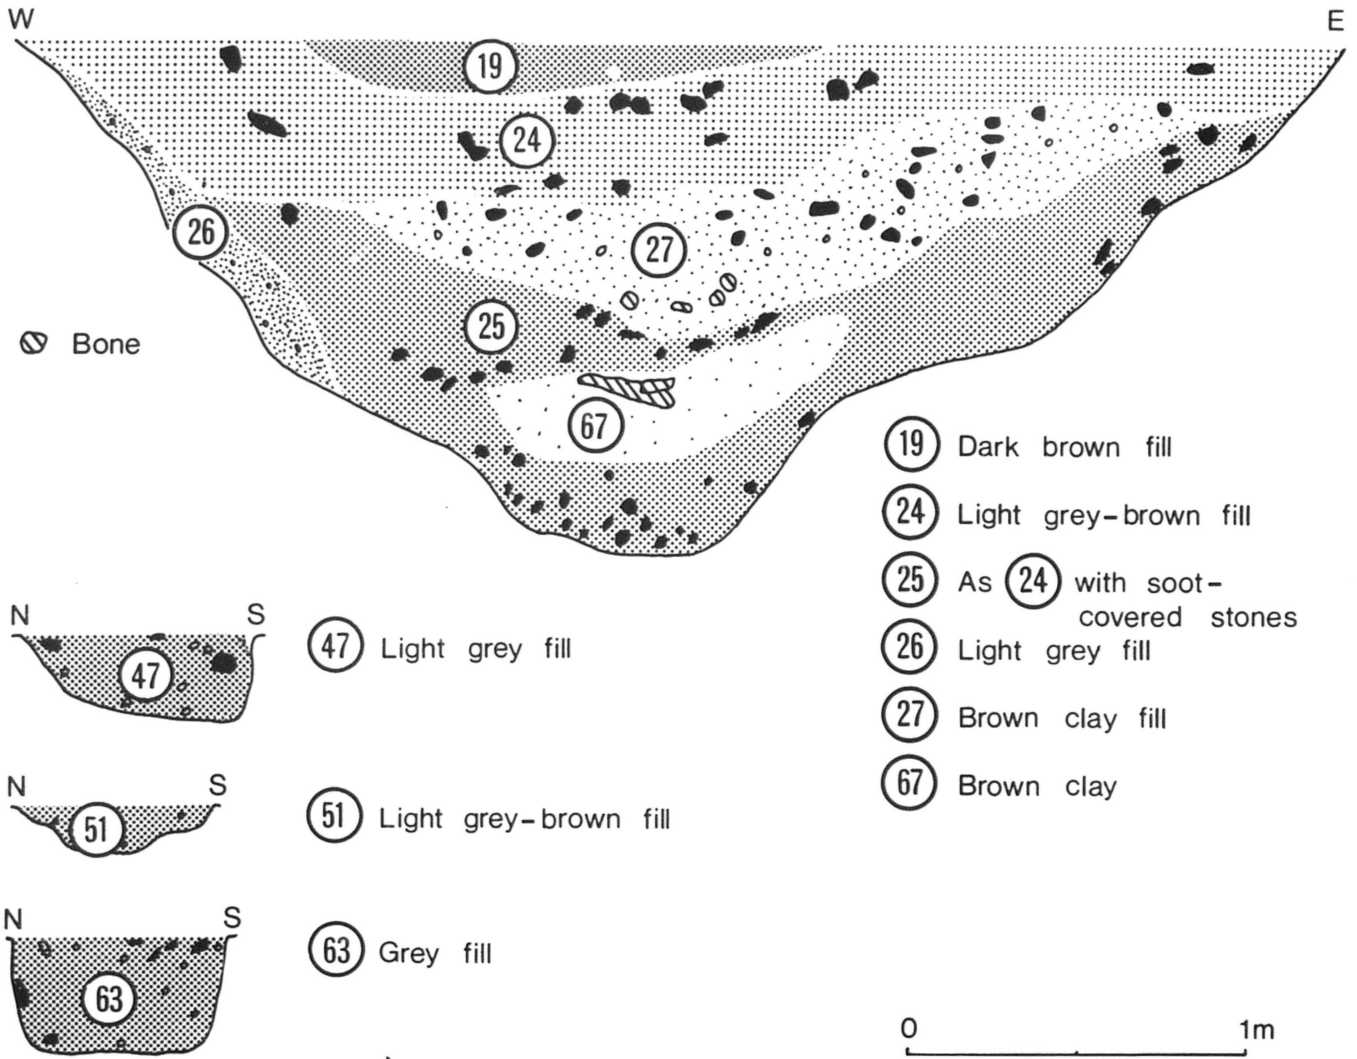 W E
19
24
26
27
25
Bone
67
19 Dark brown fill
24 Light grey-brown fill
25 As 24 with soot-
covered stones
26 Light grey fill
27 Brown clay fill
67 Brown clay
N S
47
47 Light grey fill
N S
51
51 Light grey-brown fill
N S
63
63 Grey fill
0 1m